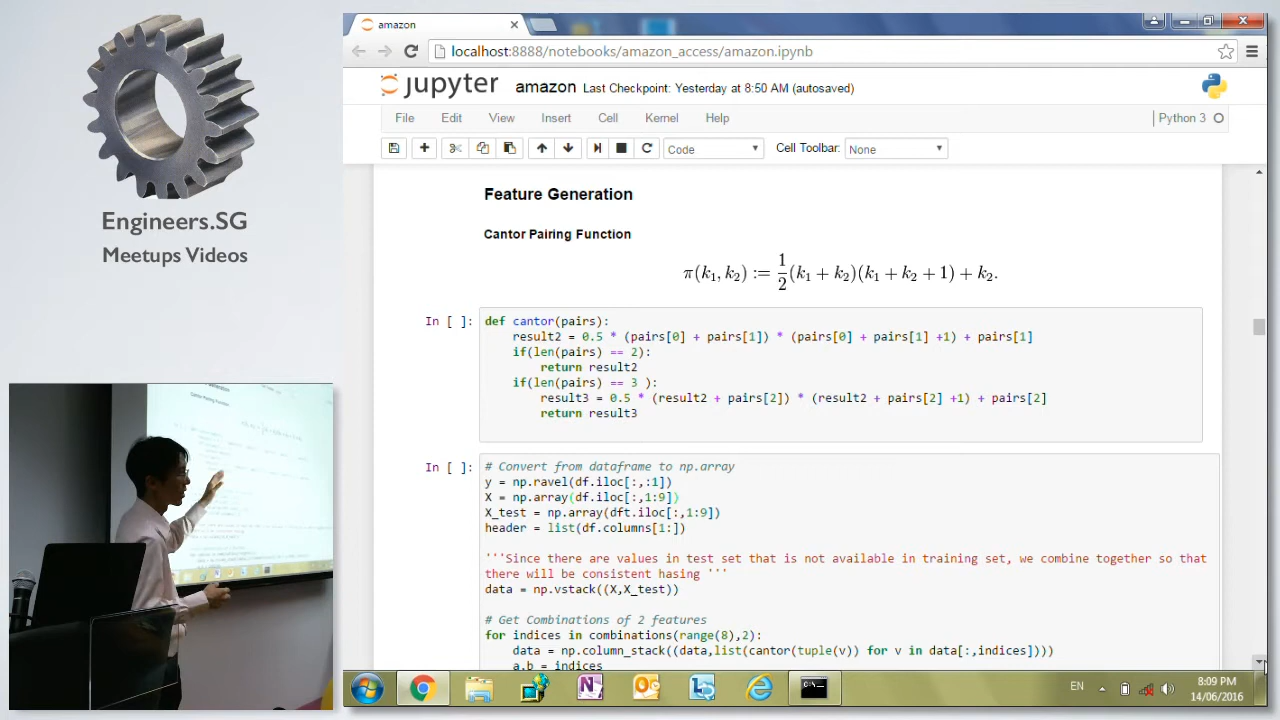 Engineers.SG
Meetups Videos
amazon
localhost:8888/notebooks/amazon_access/amazon.ipynb
jupyter amazon Last Checkpoint: Yesterday at 8:50 AM (autosaved)
File Edit View Insert Cell Kernel Help Python 3
Code Cell Toolbar: None
Feature Generation
Cantor Pairing Function
π(k₁, k₂) := 1/2 (k₁ + k₂)(k₁ + k₂ + 1) + k₂.
In [ ]: def cantor(pairs):
result2 = 0.5 * (pairs[0] + pairs[1]) * (pairs[0] + pairs[1] +1) + pairs[1]
if(len(pairs) == 2):
return result2
if(len(pairs) == 3 ):
result3 = 0.5 * (result2 + pairs[2]) * (result2 + pairs[2] +1) + pairs[2]
return result3
In [ ]: # Convert from dataframe to np.array
y = np.ravel(df.iloc[:,:1])
X = np.array(df.iloc[:,1:9])
X_test = np.array(dft.iloc[:,1:9])
header = list(df.columns[1:])
'''Since there are values in test set that is not available in training set, we combine together so that
there will be consistent hasing '''
data = np.vstack((X,X_test))
# Get Combinations of 2 features
for indices in combinations(range(8),2):
data = np.column_stack((data,list(cantor(tuple(v)) for v in data[:,indices])))
a,b = indices
EN
8:09 PM
14/06/2016